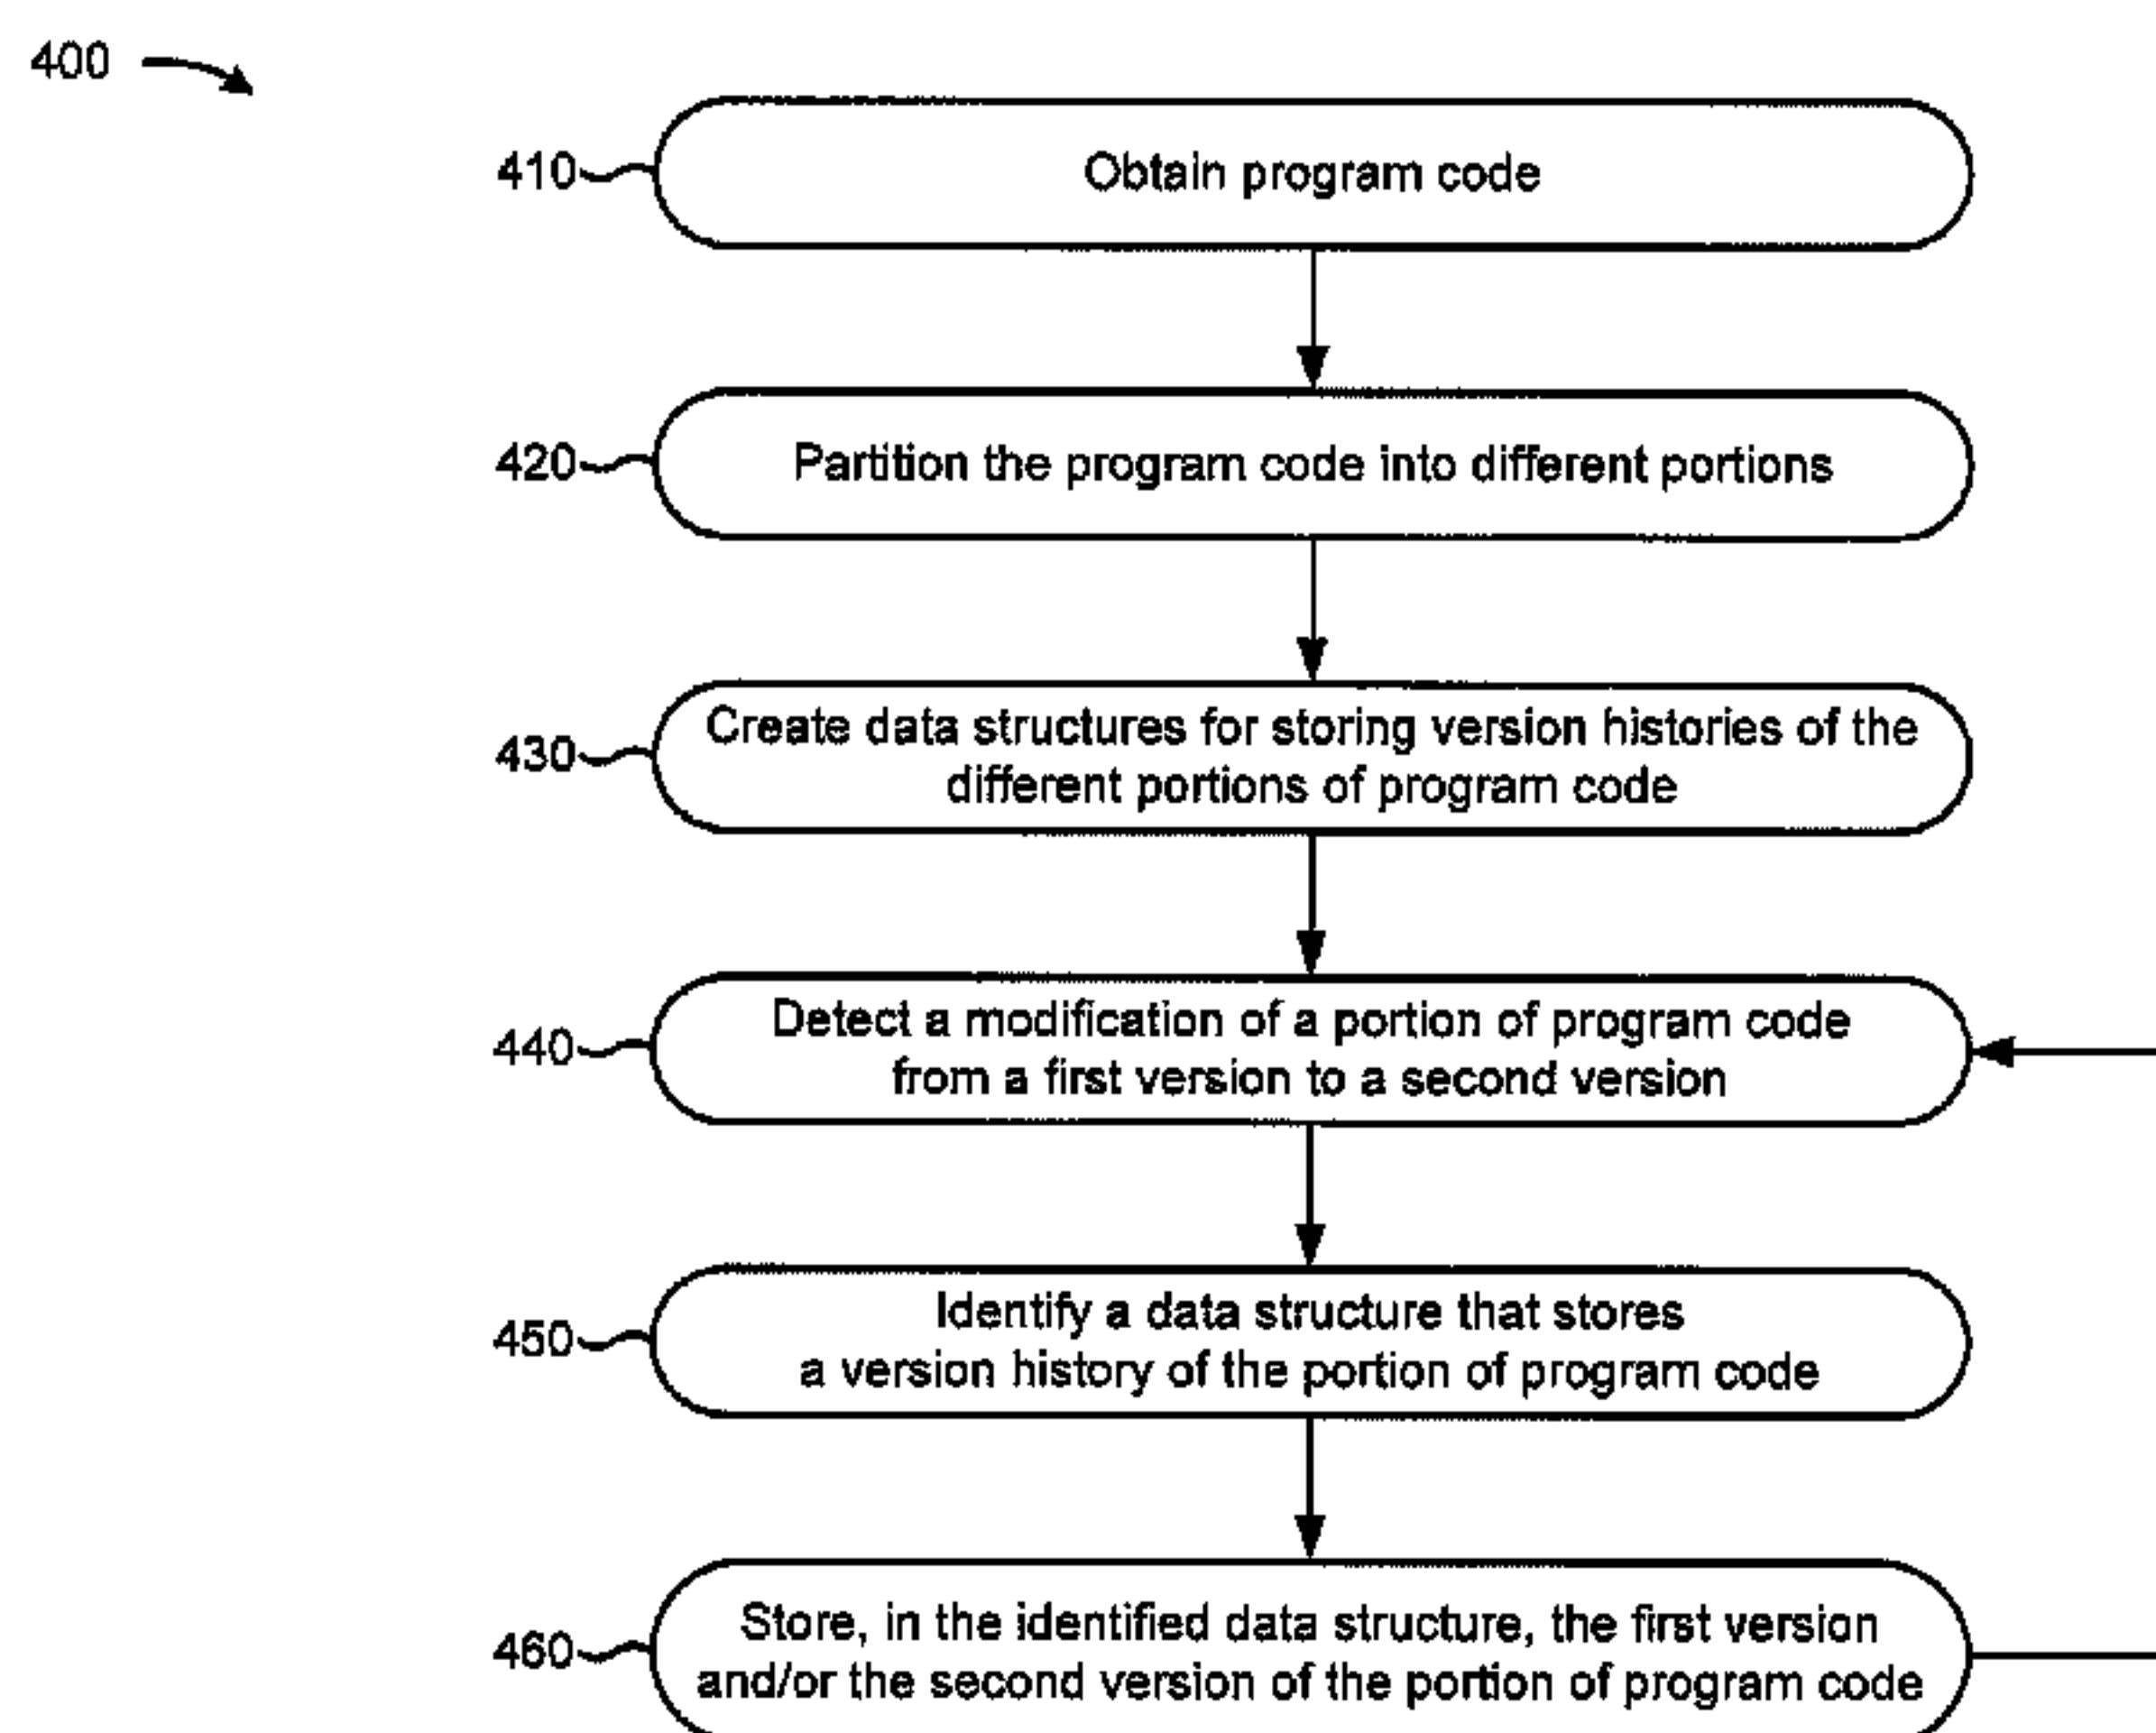 400
410
Obtain program code
420
Partition the program code into different portions
430
Create data structures for storing version histories of the
different portions of program code
440
Detect a modification of a portion of program code
from a first version to a second version
450
Identify a data structure that stores
a version history of the portion of program code
460
Store, in the identified data structure, the first version
and/or the second version of the portion of program code